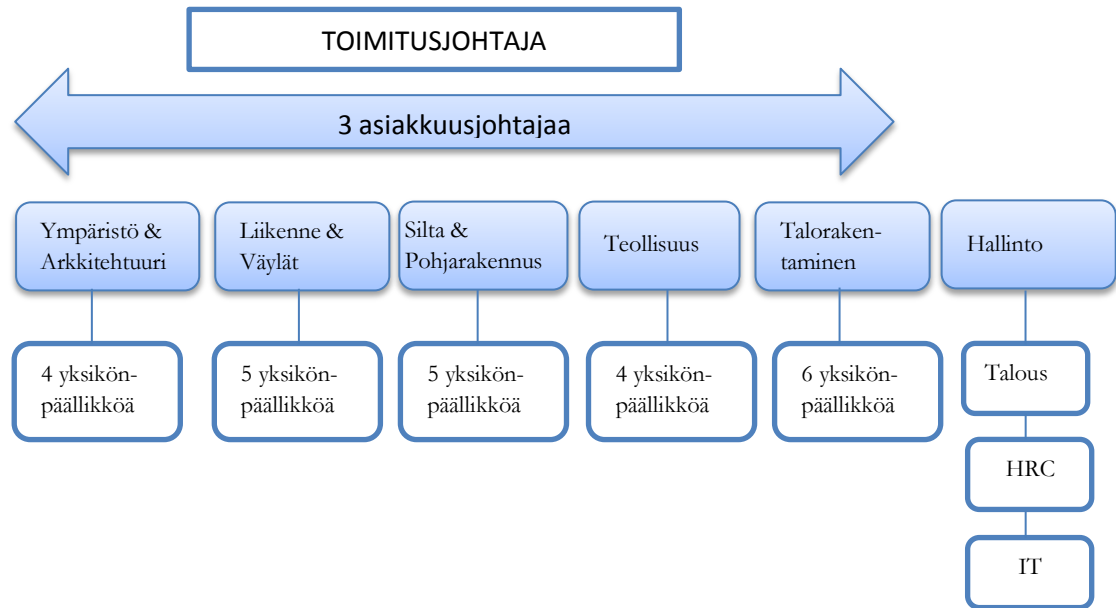 TOIMITUSJOHTAJA
3 asiakkuusjohtajaa
Ympäristö &
Arkkitehtuuri
Liikenne &
Väylät
Silta &
Pohjarakennus
Teollisuus
Taloraken-
taminen
Hallinto
4 yksikön-
päällikköä
5 yksikön-
päällikköä
5 yksikön-
päällikköä
4 yksikön-
päällikköä
6 yksikön-
päällikköä
Talous
HRC
IT